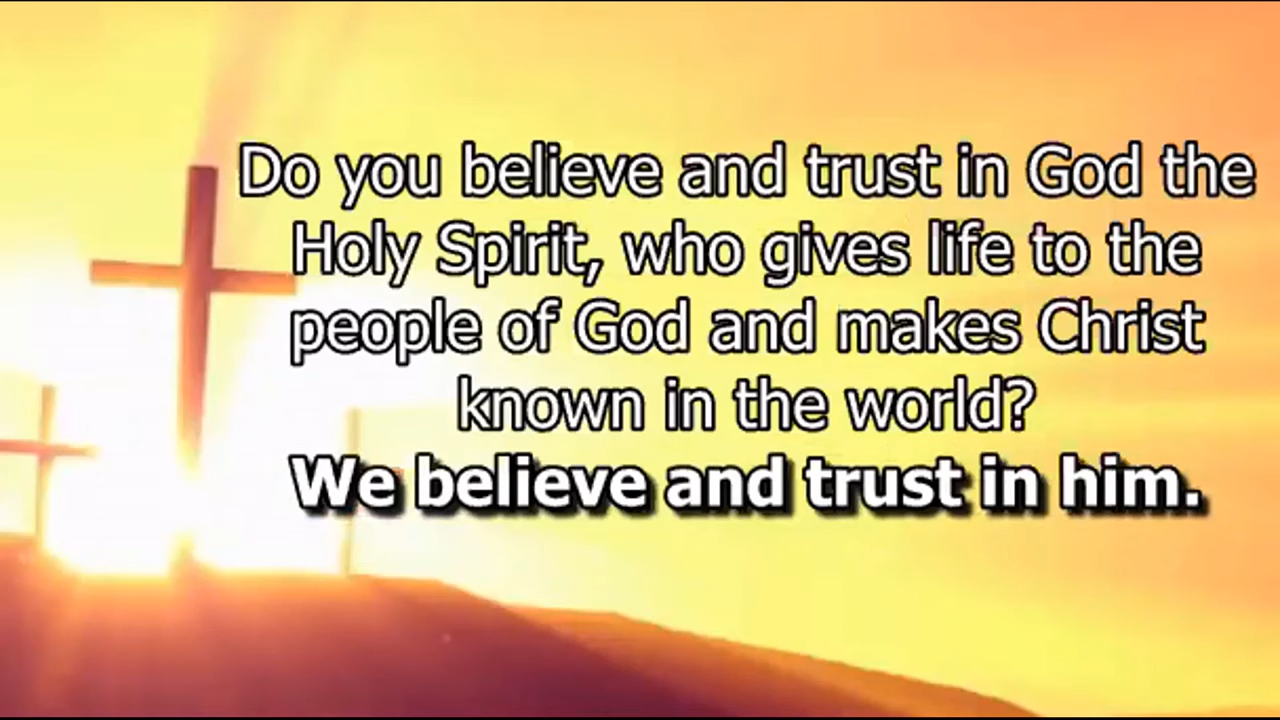 Do you believe and trust in God the
Holy Spirit, who gives life to the
people of God and makes Christ
known in the world?
We believe and trust in him.